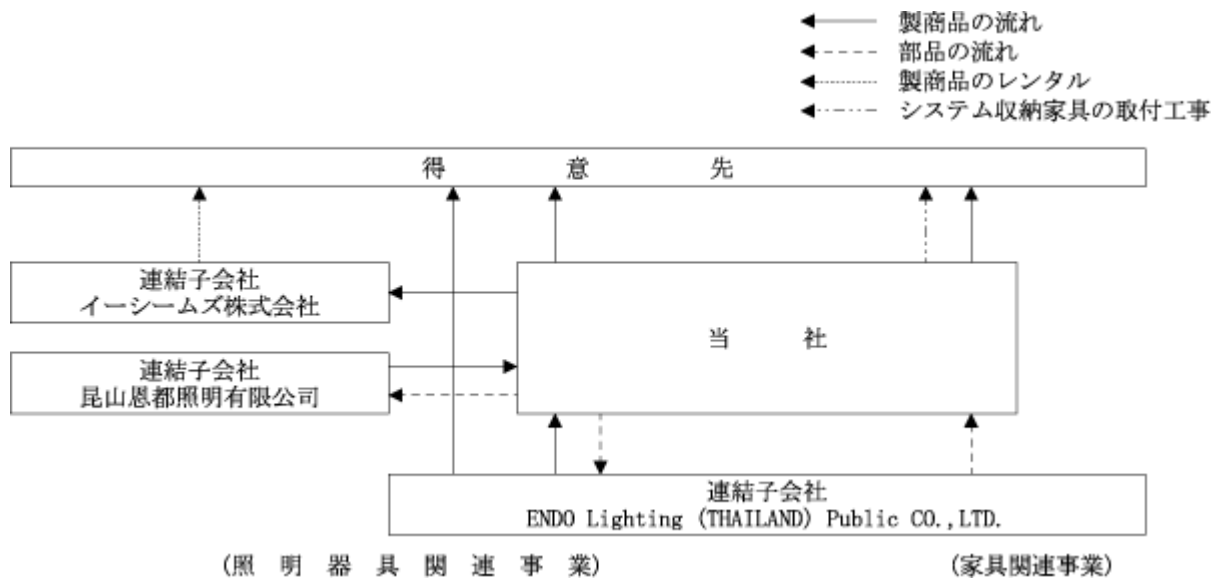 製商品の流れ
部品の流れ
製商品のレンタル
システム収納家具の取付工事
得意先
連結子会社
イーシームズ株式会社
当社
連結子会社
昆山恩都照明有限公司
連結子会社
ENDO Lighting (THAILAND) Public CO.,LTD.
(照明器具関連事業)
(家具関連事業)